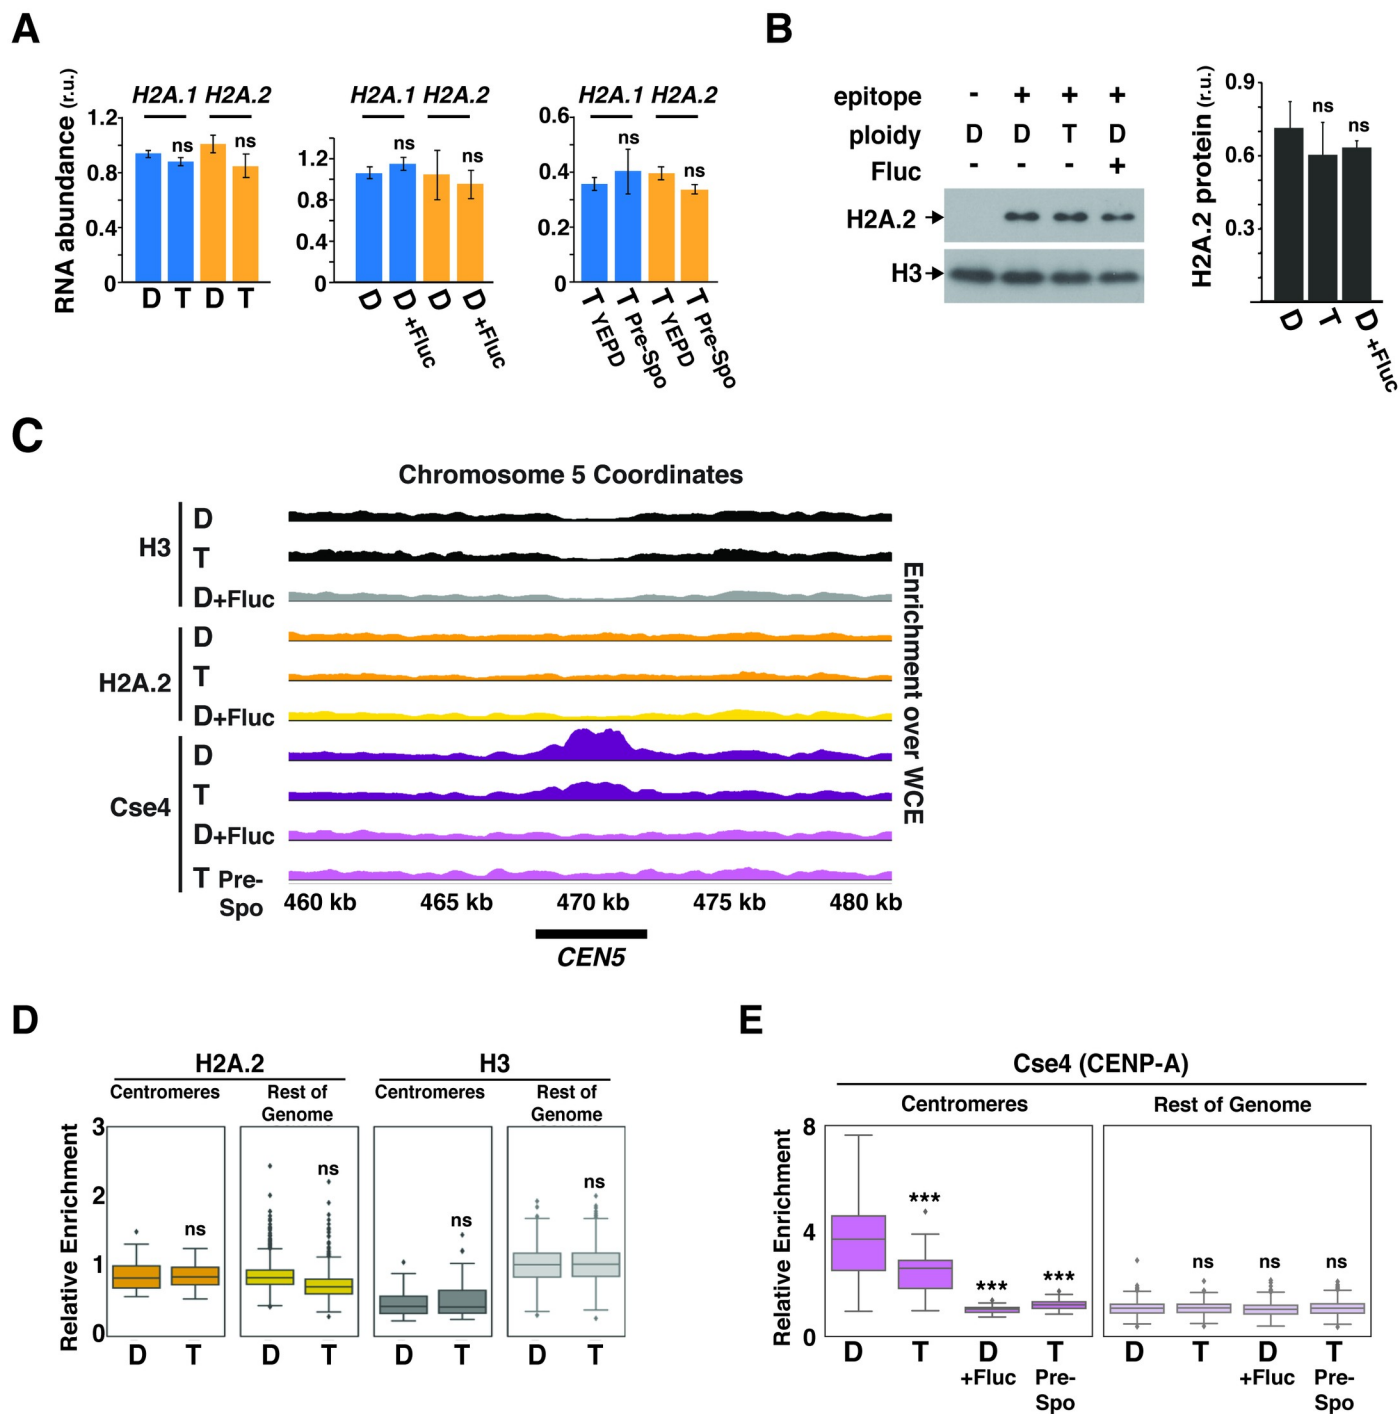 A
H2A.1 H2A.2
RNA abundance (r.u.)
1.2
0.8
0.4
0
ns
ns
D T D T
H2A.1 H2A.2
1.2
0.8
0.4
0
ns
ns
D
D +Fluc
D
D +Fluc
H2A.1 H2A.2
0.6
0.4
0.2
0
ns
ns
T YEPD
T Pre-Spo
T YEPD
T Pre-Spo
B
epitope - + + +
ploidy D D T D
Fluc - - - +
H2A.2
H3
H2A.2 protein (r.u.)
0.9
0.6
0.3
ns
ns
D
T
D +Fluc
C
Chromosome 5 Coordinates
H3
D
T
D+Fluc
H2A.2
D
T
D+Fluc
Cse4
D
T
D+Fluc
T Pre-
Spo
Enrichment over WCE
460 kb 465 kb 470 kb 475 kb 480 kb
CEN5
D
H2A.2 H3
Centromeres Rest of
Genome
Centromeres Rest of
Genome
Relative Enrichment
3
2
1
0
ns
ns
ns
ns
D T D T D T D T
E
Cse4 (CENP-A)
Centromeres Rest of Genome
Relative Enrichment
8
4
0
***
***
***
ns ns ns
D T D T D T D T
+Fluc Pre- +Fluc Pre-
Spo Spo